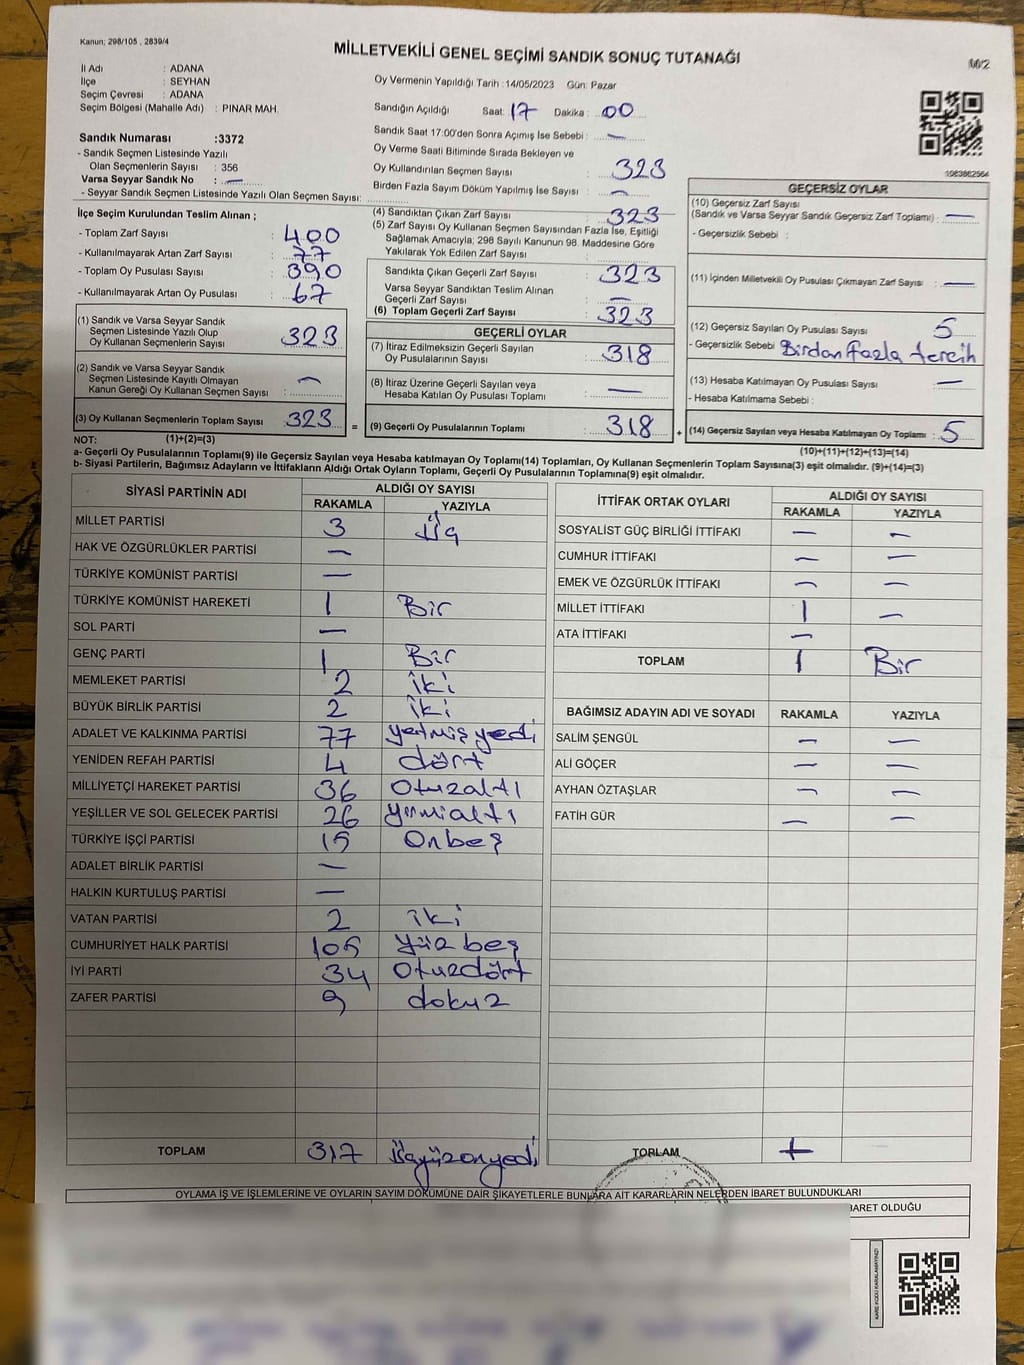 Kanun; 298/105 , 2839/4
MİLLETVEKİLİ GENEL SEÇİMİ SANDIK SONUÇ TUTANAĞI
M/2
İl Adı : ADANA
İlçe : SEYHAN
Seçim Çevresi : ADANA
Seçim Bölgesi (Mahalle Adı) : PINAR MAH.
Oy Vermenin Yapıldığı Tarih :14/05/2023 Gün: Pazar
Sandığın Açıldığı Saat: 17 Dakika : 00
Sandık Saat 17:00'den Sonra Açımış İse Sebebi : —
Sandık Numarası :3372
- Sandık Seçmen Listesinde Yazılı
Olan Seçmenlerin Sayısı : 356
Varsa Seyyar Sandık No : —
- Seyyar Sandık Seçmen Listesinde Yazılı Olan Seçmen Sayısı:
Oy Verme Saati Bitiminde Sırada Bekleyen ve
Oy Kullandırılan Seçmen Sayısı : 323
Birden Fazla Sayım Döküm Yapılmış İse Sayısı : —
1083862564
İlçe Seçim Kurulundan Teslim Alınan ;
- Toplam Zarf Sayısı : 400
- Kullanılmayarak Artan Zarf Sayısı : 77
- Toplam Oy Pusulası Sayısı : 390
- Kullanılmayarak Artan Oy Pusulası : 67
(1) Sandık ve Varsa Seyyar Sandık
Seçmen Listesinde Yazılı Olup
Oy Kullanan Seçmenlerin Sayısı : 323
(2) Sandık ve Varsa Seyyar Sandık
Seçmen Listesinde Kayıtlı Olmayan
Kanun Gereği Oy Kullanan Seçmen Sayısı : —
(3) Oy Kullanan Seçmenlerin Toplam Sayısı : 323 =
(4) Sandıktan Çıkan Zarf Sayısı : 323
(5) Zarf Sayısı Oy Kullanan Seçmen Sayısından Fazla İse, Eşitliği
Sağlamak Amacıyla; 298 Sayılı Kanunun 98. Maddesine Göre
Yakılarak Yok Edilen Zarf Sayısı :
Sandıkta Çıkan Geçerli Zarf Sayısı : 323
Varsa Seyyar Sandıktan Teslim Alınan
Geçerli Zarf Sayısı : —
(6) Toplam Geçerli Zarf Sayısı : 323
GEÇERLİ OYLAR
(7) İtiraz Edilmeksizin Geçerli Sayılan
Oy Pusulalarının Sayısı : 318
(8) İtiraz Üzerine Geçerli Sayılan veya
Hesaba Katılan Oy Pusulası Toplamı : —
(9) Geçerli Oy Pusulalarının Toplamı : 318 +
GEÇERSİZ OYLAR
(10) Geçersiz Zarf Sayısı
(Sandık ve Varsa Seyyar Sandık Geçersiz Zarf Toplamı) : —
- Geçersizlik Sebebi :
(11) İçinden Milletvekili Oy Pusulası Çıkmayan Zarf Sayısı : —
(12) Geçersiz Sayılan Oy Pusulası Sayısı : 5
- Geçersizlik Sebebi : Birdan fazla tercih
(13) Hesaba Katılmayan Oy Pusulası Sayısı : —
- Hesaba Katılmama Sebebi :
(14) Geçersiz Sayılan veya Hesaba Katılmayan Oy Toplamı : 5
NOT: (1)+(2)=(3) (10)+(11)+(12)+(13)=(14)
a- Geçerli Oy Pusulalarının Toplamı(9) ile Geçersiz Sayılan veya Hesaba katılmayan Oy Toplamı(14) Toplamları, Oy Kullanan Seçmenlerin Toplam Sayısına(3) eşit olmalıdır. (9)+(14)=(3)
b- Siyasi Partilerin, Bağımsız Adayların ve İttifakların Aldığı Ortak Oyların Toplamı, Geçerli Oy Pusulalarının Toplamına(9) eşit olmalıdır.
SİYASİ PARTİNİN ADI ALDIĞI OY SAYISI
RAKAMLA YAZIYLA
MİLLET PARTİSİ 3 Üç
HAK VE ÖZGÜRLÜKLER PARTİSİ —
TÜRKİYE KOMÜNİST PARTİSİ —
TÜRKİYE KOMÜNİST HAREKETİ 1 Bir
SOL PARTİ —
GENÇ PARTİ 1 Bir
MEMLEKET PARTİSİ 2 iki
BÜYÜK BİRLİK PARTİSİ 2 iki
ADALET VE KALKINMA PARTİSİ 77 yetmiş yedi
YENİDEN REFAH PARTİSİ 4 dört
MİLLİYETÇİ HAREKET PARTİSİ 36 Otuzaltı
YEŞİLLER VE SOL GELECEK PARTİSİ 26 yirmialtı
TÜRKİYE İŞÇİ PARTİSİ 15 Onbeş
ADALET BİRLİK PARTİSİ —
HALKIN KURTULUŞ PARTİSİ —
VATAN PARTİSİ 2 iki
CUMHURİYET HALK PARTİSİ 105 yüz beş
İYİ PARTİ 34 Otuzdört
ZAFER PARTİSİ 9 dokuz
TOPLAM 317 üçyüzonyedi
İTTİFAK ORTAK OYLARI ALDIĞI OY SAYISI
RAKAMLA YAZIYLA
SOSYALİST GÜÇ BİRLİĞİ İTTİFAKI — —
CUMHUR İTTİFAKI — —
EMEK VE ÖZGÜRLÜK İTTİFAKI — —
MİLLET İTTİFAKI 1 —
ATA İTTİFAKI —
TOPLAM 1 Bir
BAĞIMSIZ ADAYIN ADI VE SOYADI RAKAMLA YAZIYLA
SALİM ŞENGÜL — —
ALİ GÖÇER — —
AYHAN ÖZTAŞLAR — —
FATİH GÜR — —
TOPLAM
OYLAMA İŞ VE İŞLEMLERİNE VE OYLARIN SAYIM DÖKÜMÜNE DAİR ŞİKAYETLERLE BUNLARA AİT KARARLARIN NELERDEN İBARET BULUNDUKLARI
BARET OLDUĞU
KARE KODU KARALAMAYINIZ!